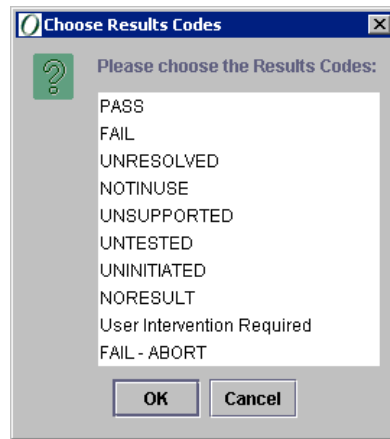 Choose Results Codes
Please choose the Results Codes:
PASS
FAIL
UNRESOLVED
NOTINUSE
UNSUPPORTED
UNTESTED
UNINITIATED
NORESULT
User Intervention Required
FAIL - ABORT
OK Cancel